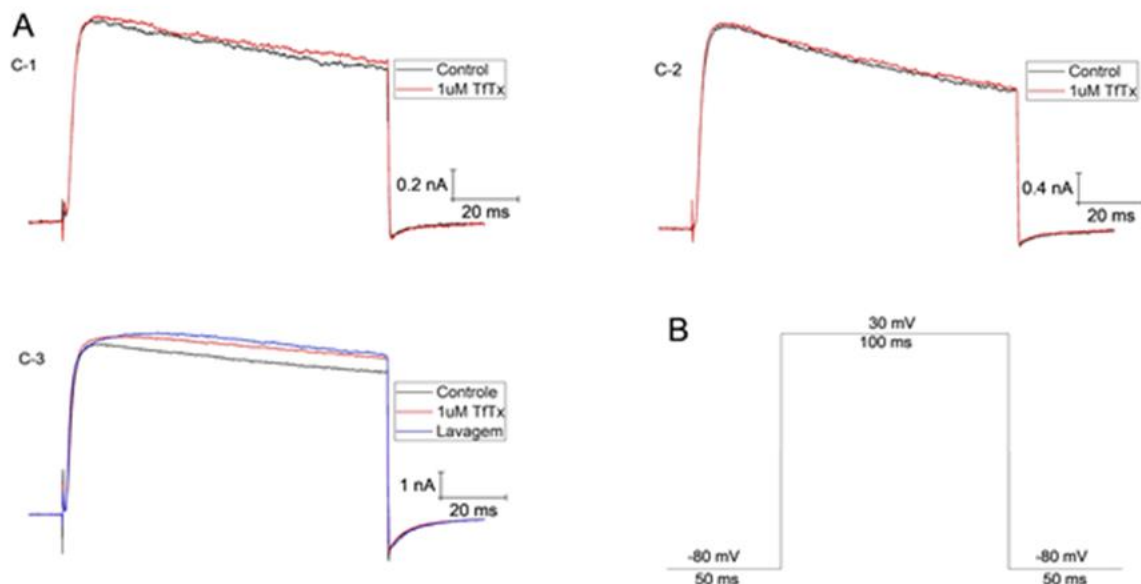 A
C-1
Control
1uM TfTx
0.2 nA
20 ms
C-2
Control
1uM TfTx
0.4 nA
20 ms
C-3
Controle
1uM TfTx
Lavagem
1 nA
20 ms
B
30 mV
100 ms
-80 mV
50 ms
-80 mV
50 ms